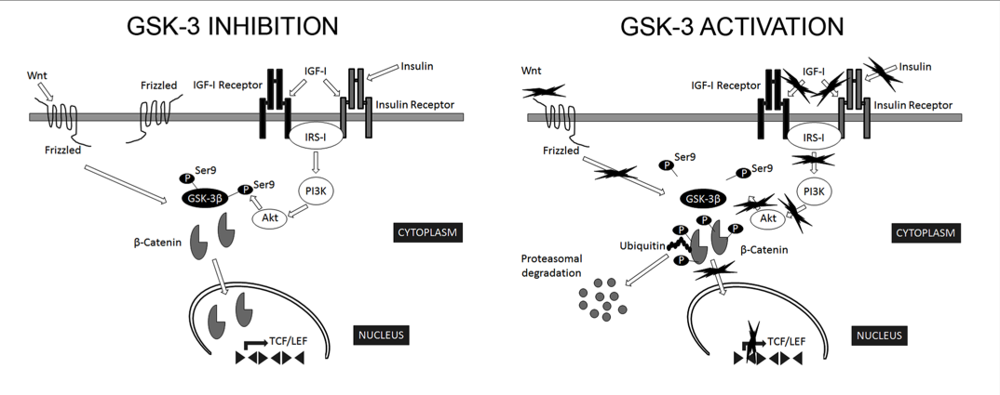 GSK-3 INHIBITION
Wnt
Frizzled
IGF-I Receptor
IGF-I
Insulin
Insulin Receptor
Frizzled
IRS-I
P
Ser9
P
Ser9
GSK-3β
PI3K
Akt
β-Catenin
CYTOPLASM
NUCLEUS
TCF/LEF
GSK-3 ACTIVATION
Wnt
IGF-I Receptor
IGF-I
Insulin
Insulin Receptor
Frizzled
IRS-I
P
Ser9
P
Ser9
GSK-3β
PI3K
Akt
P
P
P
Ubiquitin
P
β-Catenin
CYTOPLASM
Proteasomal
degradation
NUCLEUS
TCF/LEF